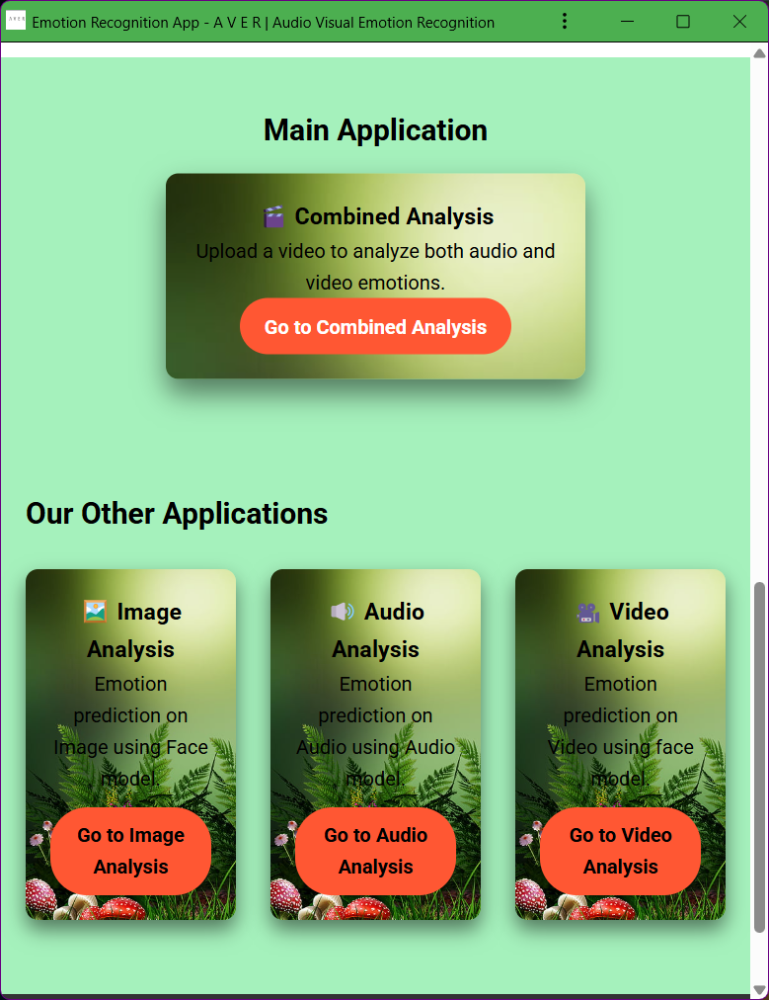 A V E R
Emotion Recognition App - A V E R | Audio Visual Emotion Recognition
Main Application
Combined Analysis
Upload a video to analyze both audio and
video emotions.
Go to Combined Analysis
Our Other Applications
Image
Analysis
Emotion
prediction on
Image using Face
model.
Go to Image
Analysis
Audio
Analysis
Emotion
prediction on
Audio using Audio
model.
Go to Audio
Analysis
Video
Analysis
Emotion
prediction on
Video using face
model.
Go to Video
Analysis